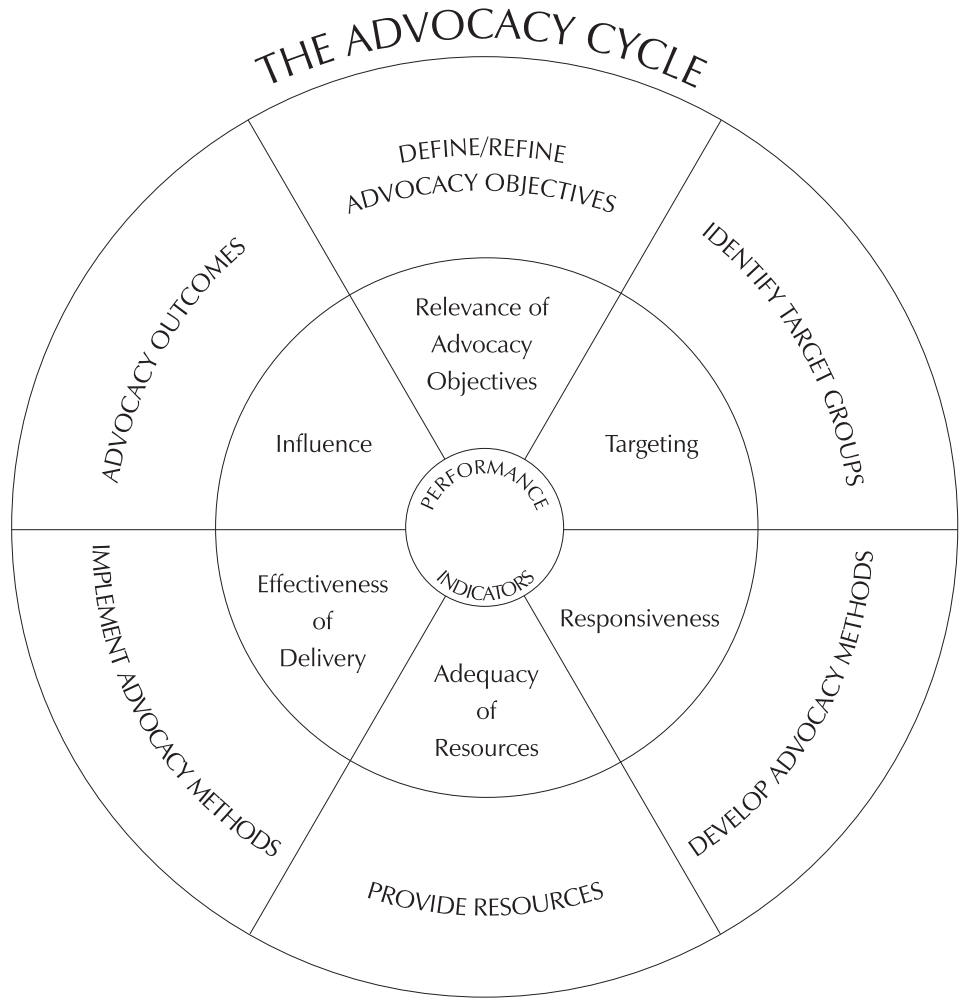 THE ADVOCACY CYCLE
DEFINE/REFINE
ADVOCACY OBJECTIVES
IDENTIFY TARGET GROUPS
DEVELOP ADVOCACY METHODS
PROVIDE RESOURCES
IMPLEMENT ADVOCACY METHODS
ADVOCACY OUTCOMES
Relevance of
Advocacy
Objectives
Targeting
Responsiveness
Adequacy
of
Resources
Effectiveness
of
Delivery
Influence
PERFORMANCE
INDICATORS